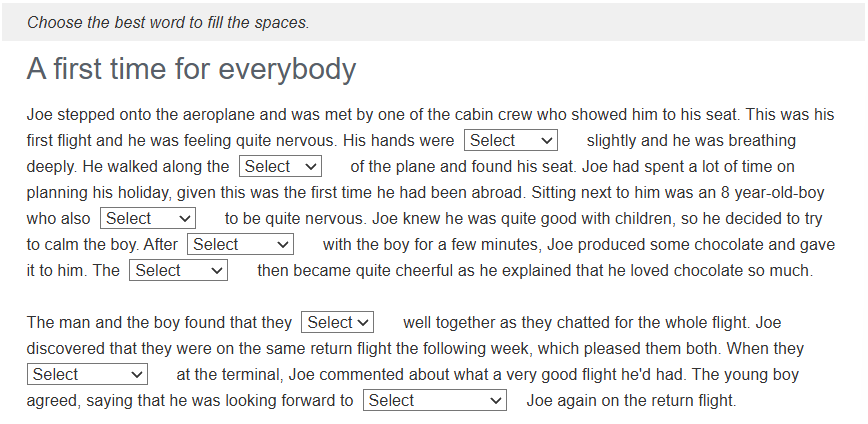 Choose the best word to fill the spaces.
A first time for everybody
Joe stepped onto the aeroplane and was met by one of the cabin crew who showed him to his seat. This was his
first flight and he was feeling quite nervous. His hands were Select slightly and he was breathing
deeply. He walked along the Select of the plane and found his seat. Joe had spent a lot of time on
planning his holiday, given this was the first time he had been abroad. Sitting next to him was an 8 year-old-boy
who also Select to be quite nervous. Joe knew he was quite good with children, so he decided to try
to calm the boy. After Select with the boy for a few minutes, Joe produced some chocolate and gave
it to him. The Select then became quite cheerful as he explained that he loved chocolate so much.
The man and the boy found that they Select well together as they chatted for the whole flight. Joe
discovered that they were on the same return flight the following week, which pleased them both. When they
Select at the terminal, Joe commented about what a very good flight he'd had. The young boy
agreed, saying that he was looking forward to Select Joe again on the return flight.